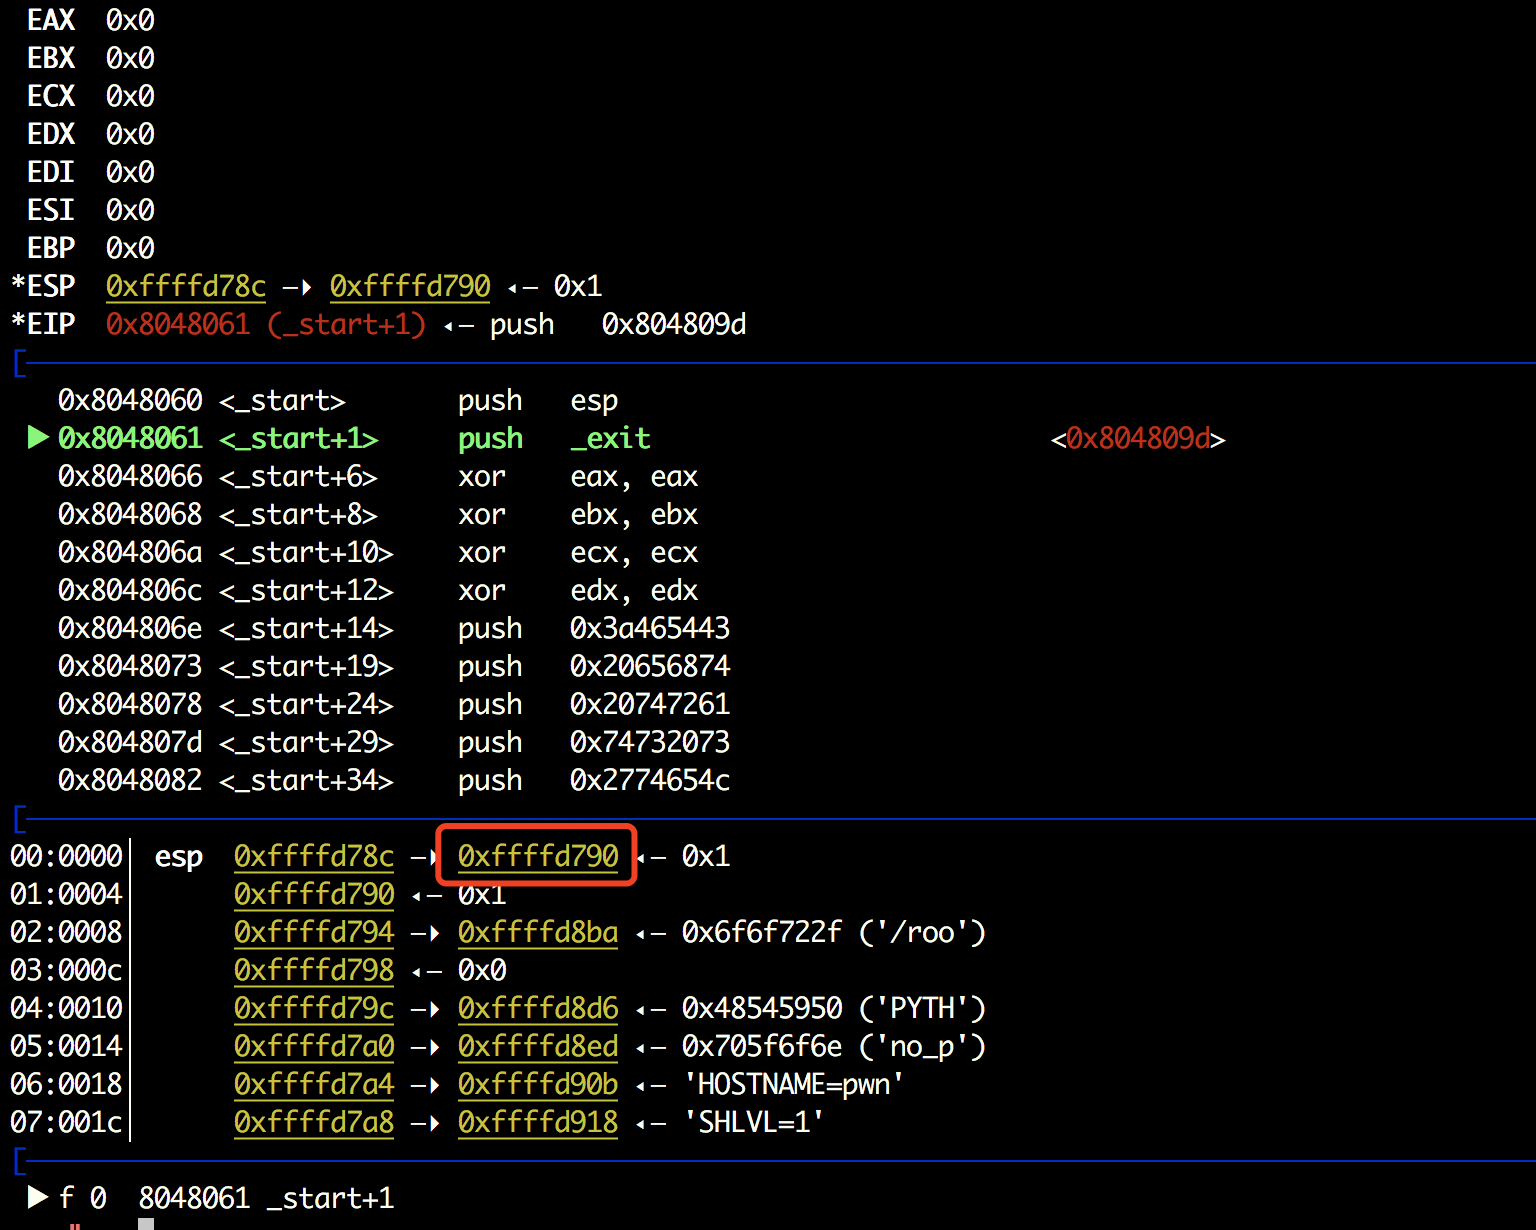 EAX 0x0
EBX 0x0
ECX 0x0
EDX 0x0
EDI 0x0
ESI 0x0
EBP 0x0
*ESP 0xffffd78c —▸ 0xffffd790 ◂— 0x1
*EIP 0x8048061 (_start+1) ◂— push 0x804809d
[
0x8048060 <_start> push esp
► 0x8048061 <_start+1> push _exit <0x804809d>
0x8048066 <_start+6> xor eax, eax
0x8048068 <_start+8> xor ebx, ebx
0x804806a <_start+10> xor ecx, ecx
0x804806c <_start+12> xor edx, edx
0x804806e <_start+14> push 0x3a465443
0x8048073 <_start+19> push 0x20656874
0x8048078 <_start+24> push 0x20747261
0x804807d <_start+29> push 0x74732073
0x8048082 <_start+34> push 0x2774654c
[
00:0000│ esp 0xffffd78c —▸ 0xffffd790 ◂— 0x1
01:0004│ 0xffffd790 ◂— 0x1
02:0008│ 0xffffd794 —▸ 0xffffd8ba ◂— 0x6f6f722f ('/roo')
03:000c│ 0xffffd798 ◂— 0x0
04:0010│ 0xffffd79c —▸ 0xffffd8d6 ◂— 0x48545950 ('PYTH')
05:0014│ 0xffffd7a0 —▸ 0xffffd8ed ◂— 0x705f6f6e ('no_p')
06:0018│ 0xffffd7a4 —▸ 0xffffd90b ◂— 'HOSTNAME=pwn'
07:001c│ 0xffffd7a8 —▸ 0xffffd918 ◂— 'SHLVL=1'
[
► f 0 8048061 _start+1